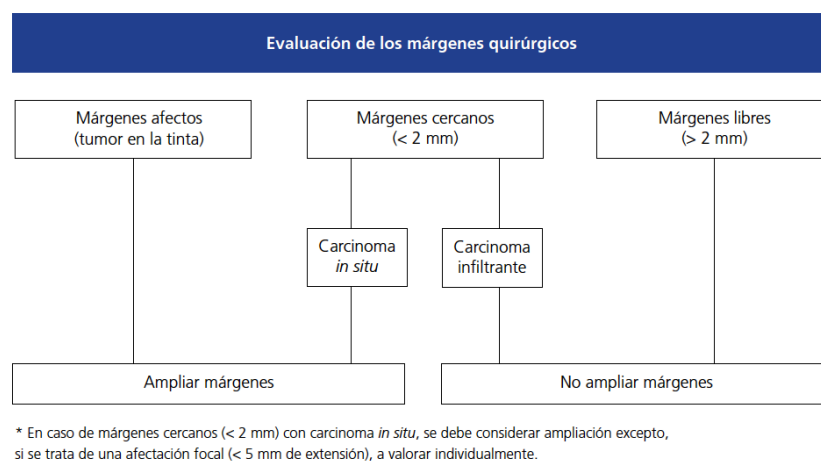 Evaluación de los márgenes quirúrgicos
Márgenes afectos
(tumor en la tinta)
Márgenes cercanos
(< 2 mm)
Márgenes libres
(> 2 mm)
Carcinoma
in situ
Carcinoma
infiltrante
Ampliar márgenes
No ampliar márgenes
* En caso de márgenes cercanos (< 2 mm) con carcinoma in situ, se debe considerar ampliación excepto,
si se trata de una afectación focal (< 5 mm de extensión), a valorar individualmente.